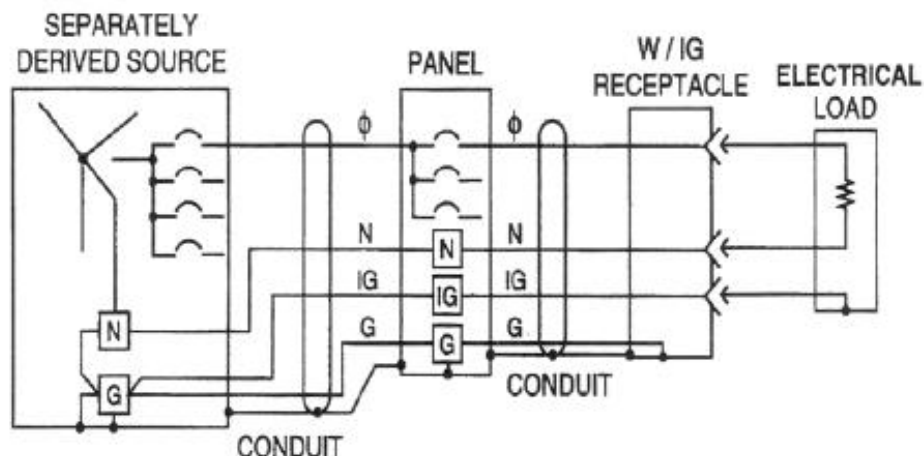 SEPARATELY
DERIVED SOURCE
PANEL
W / IG
RECEPTACLE
ELECTRICAL
LOAD
ϕ
ϕ
N
N
N
IG
IG
IG
N
G
G
G
G
CONDUIT
CONDUIT